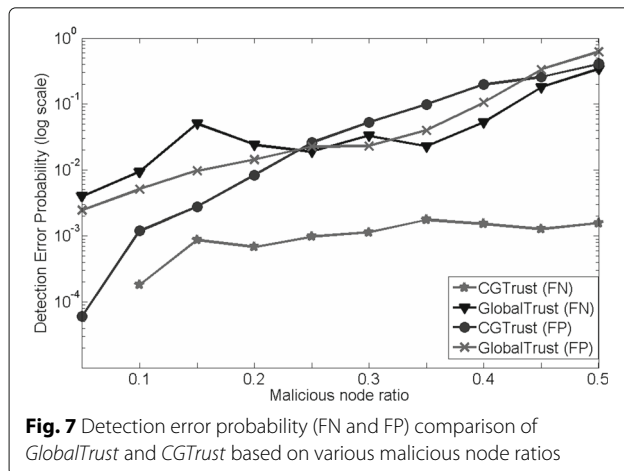 Detection Error Probability (log scale)
10^0
10^-1
10^-2
10^-3
10^-4
0.1
0.2
0.3
0.4
0.5
Malicious node ratio
CGTrust (FN)
GlobalTrust (FN)
CGTrust (FP)
GlobalTrust (FP)
Fig. 7 Detection error probability (FN and FP) comparison of
GlobalTrust and CGTrust based on various malicious node ratios